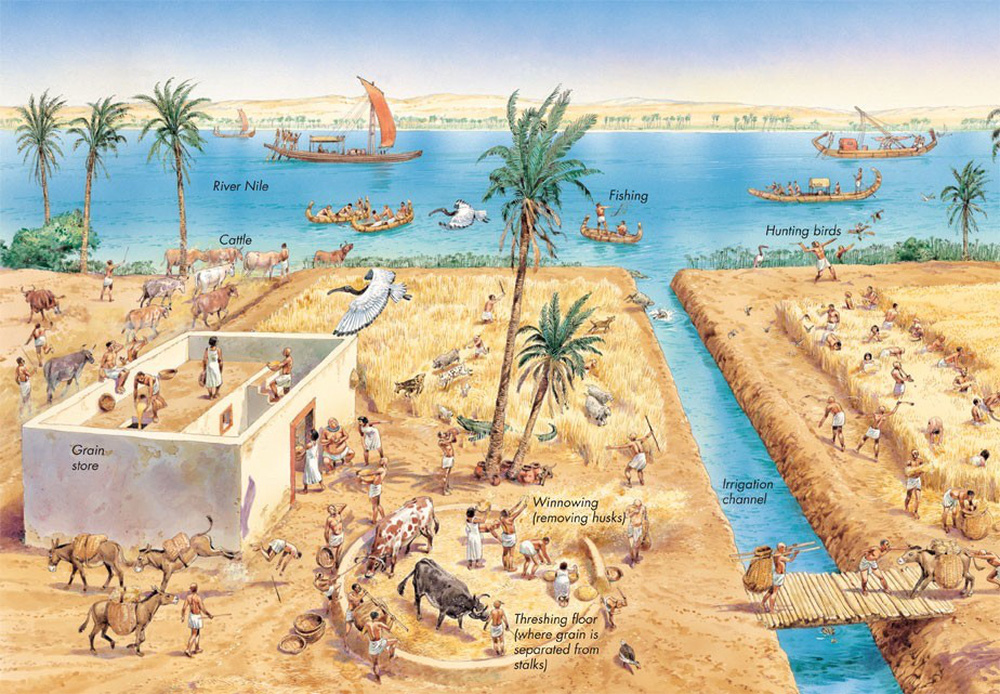 River Nile
Fishing
Cattle
Hunting birds
Grain
store
Irrigation
channel
Winnowing
(removing husks)
Threshing floor
(where grain is
separated from
stalks)